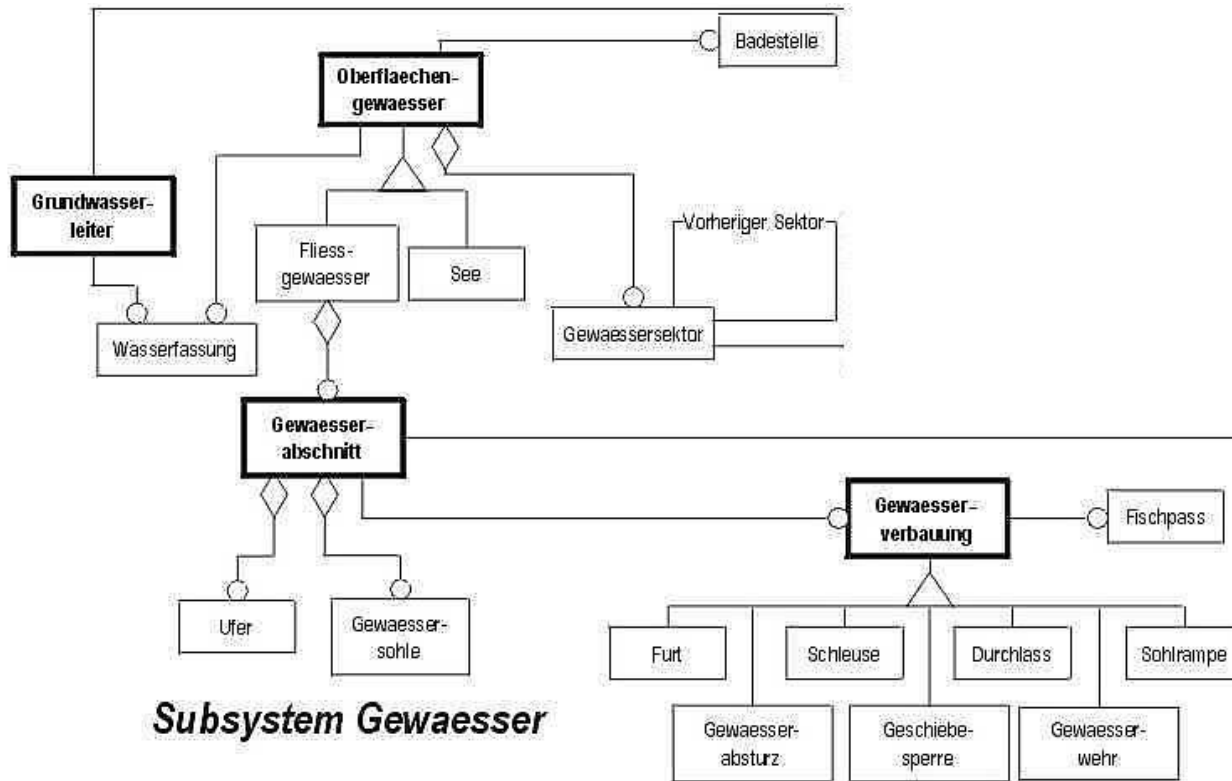 Badestelle
Oberflaechen-
gewaesser
Grundwasser-
leiter
Vorheriger Sektor
Fliess-
gewaesser
See
Gewaessersektor
Wasserfassung
Gewaesser-
abschnitt
Gewaesser-
verbauung
Fischpass
Ufer
Gewaesser-
sohle
Furt
Schleuse
Durchlass
Sohlrampe
Subsystem Gewaesser
Gewaesser-
absturz
Geschiebe-
sperre
Gewaesser-
wehr